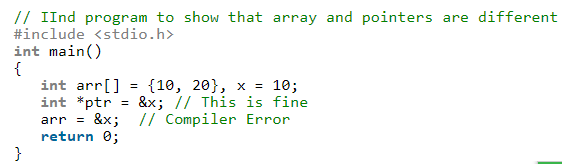 // IInd program to show that array and pointers are different
#include <stdio.h>
int main()
{
int arr[] = {10, 20}, x = 10;
int *ptr = &x; // This is fine
arr = &x;  // Compiler Error
return 0;
}